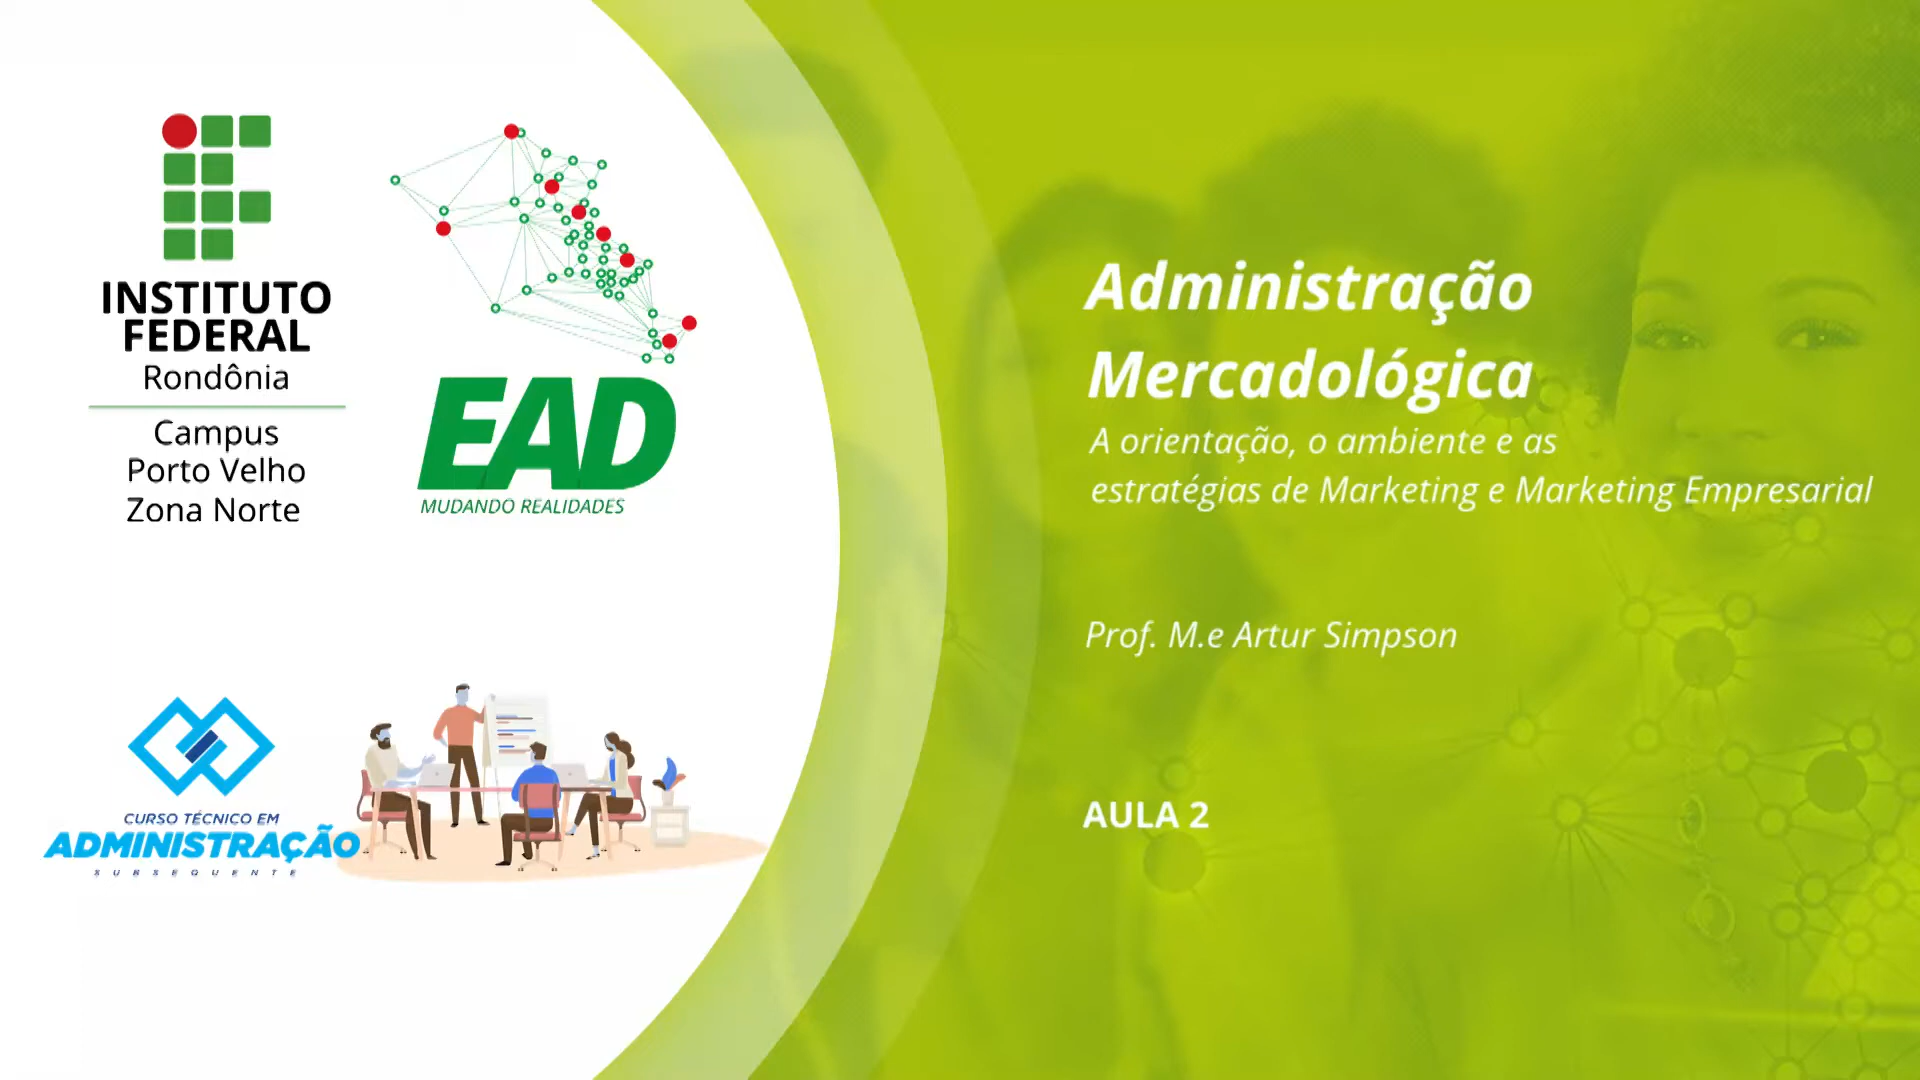 INSTITUTO
FEDERAL
Rondônia
Campus
Porto Velho
Zona Norte
EAD
MUDANDO REALIDADES
CURSO TÉCNICO EM
ADMINISTRAÇÃO
SUBSEQUENTE
Administração
Mercadológica
A orientação, o ambiente e as
estratégias de Marketing e Marketing Empresarial
Prof. M.e Artur Simpson
AULA 2